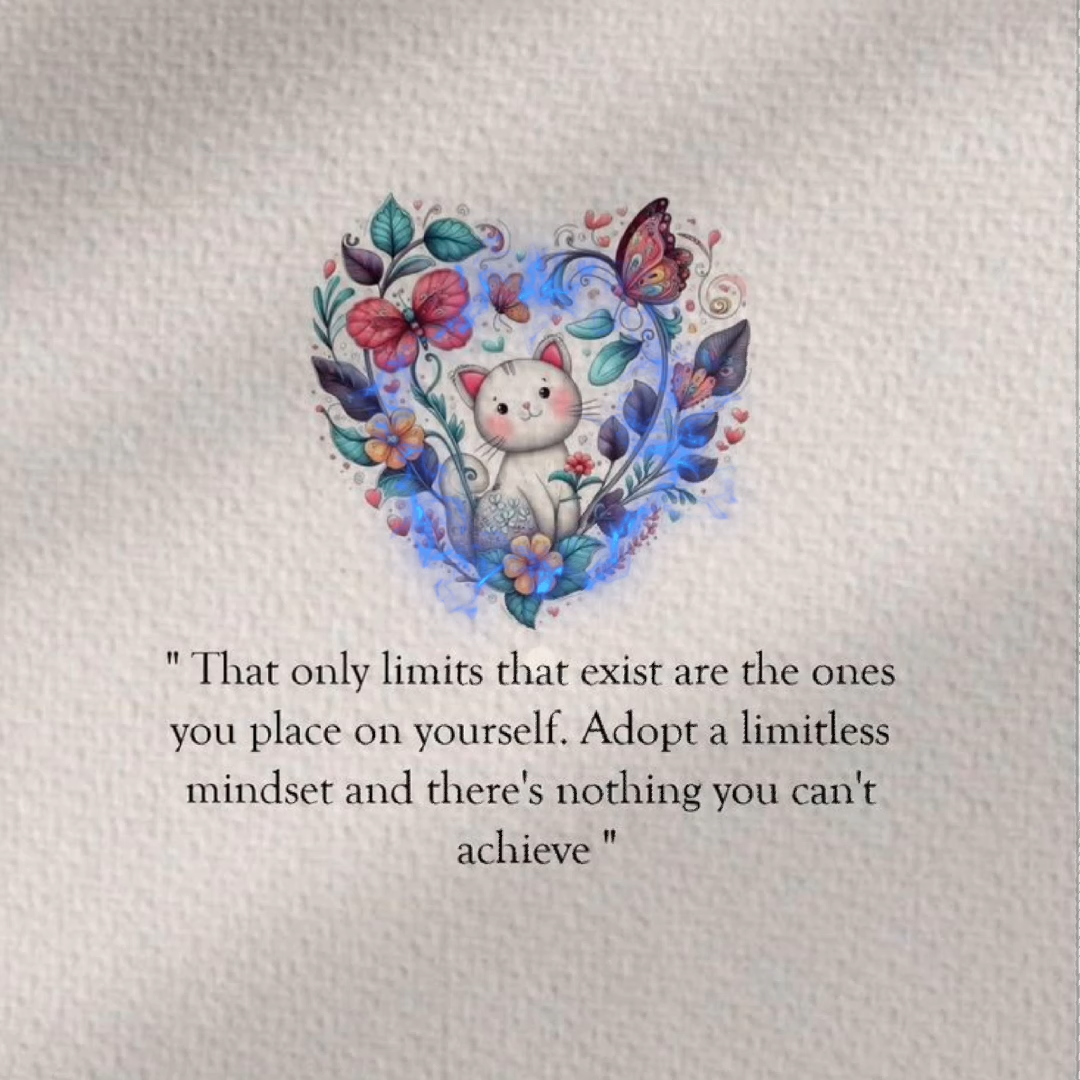 " That only limits that exist are the ones
you place on yourself. Adopt a limitless
mindset and there's nothing you can't
achieve "